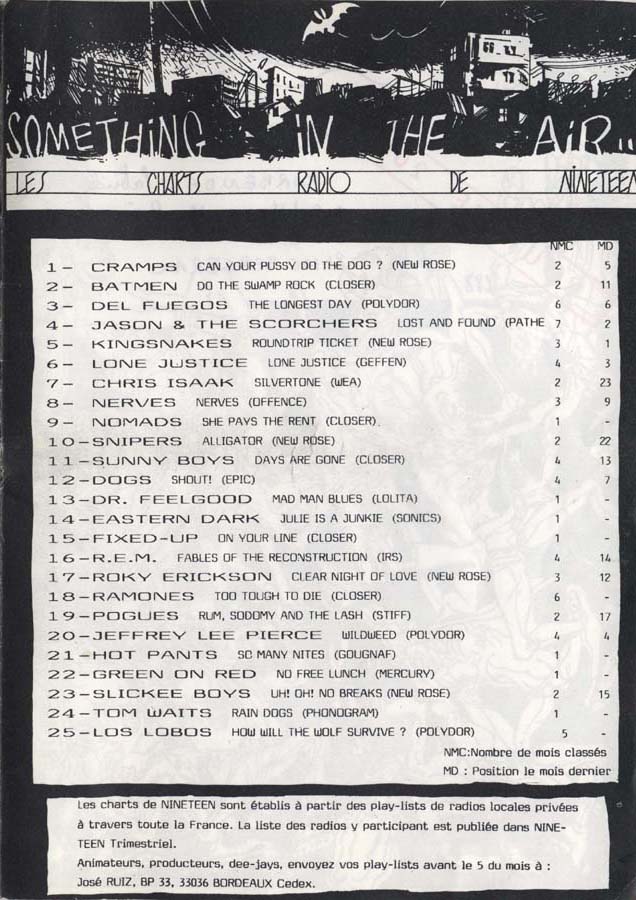 SOMETHING IN THE AIR...
LES CHARTS RADIO DE NINETEEN
NMC MD
1- CRAMPS CAN YOUR PUSSY DO THE DOG ? (NEW ROSE) 2 5
2- BATMEN DO THE SWAMP ROCK (CLOSER) 2 11
3- DEL FUEGOS THE LONGEST DAY (POLYDOR) 6 6
4- JASON & THE SCORCHERS LOST AND FOUND (PATHE 7 2
5- KINGSNAKES ROUNDTRIP TICKET (NEW ROSE) 3 1
6- LONE JUSTICE LONE JUSTICE (GEFFEN) 4 3
7- CHRIS ISAAK SILVERTONE (WEA) 2 23
8- NERVES NERVES (OFFENCE) 3 9
9- NOMADS SHE PAYS THE RENT (CLOSER). 1 -
10-SNIPERS ALLIGATOR (NEW ROSE) 2 22
11-SUNNY BOYS DAYS ARE GONE (CLOSER) 4 13
12-DOGS SHOUT! (EPIC) 4 7
13-DR. FEELGOOD MAD MAN BLUES (LOLITA) 1 -
14-EASTERN DARK JULIE IS A JUNKIE (SONICS) 1 -
15-FIXED-UP ON YOUR LINE (CLOSER) 1 -
16-R.E.M. FABLES OF THE RECONSTRUCTION (IRS) 4 14
17-ROKY ERICKSON CLEAR NIGHT OF LOVE (NEW ROSE) 3 12
18-RAMONES TOO TOUGH TO DIE (CLOSER) 6 -
19-POGUES RUM, SODOMY AND THE LASH (STIFF) 2 17
20-JEFFREY LEE PIERCE WILDWEED (POLYDOR) 4 4
21-HOT PANTS SO MANY NITES (GOUGNAF) 1 -
22-GREEN ON RED NO FREE LUNCH (MERCURY) 1 -
23-SLICKEE BOYS UH! OH! NO BREAKS (NEW ROSE) 2 15
24-TOM WAITS RAIN DOGS (PHONOGRAM) 1 -
25-LOS LOBOS HOW WILL THE WOLF SURVIVE ? (POLYDOR) 5 -
NMC:Nombre de mois classés
MD : Position le mois dernier
Les charts de NINETEEN sont établis à partir des play-lists de radios locales privées
à travers toute la France. La liste des radios y participant est publiée dans NINE-
TEEN Trimestriel.
Animateurs, producteurs, dee-jays, envoyez vos play-lists avant le 5 du mois à :
José RUIZ, BP 33, 33036 BORDEAUX Cedex.